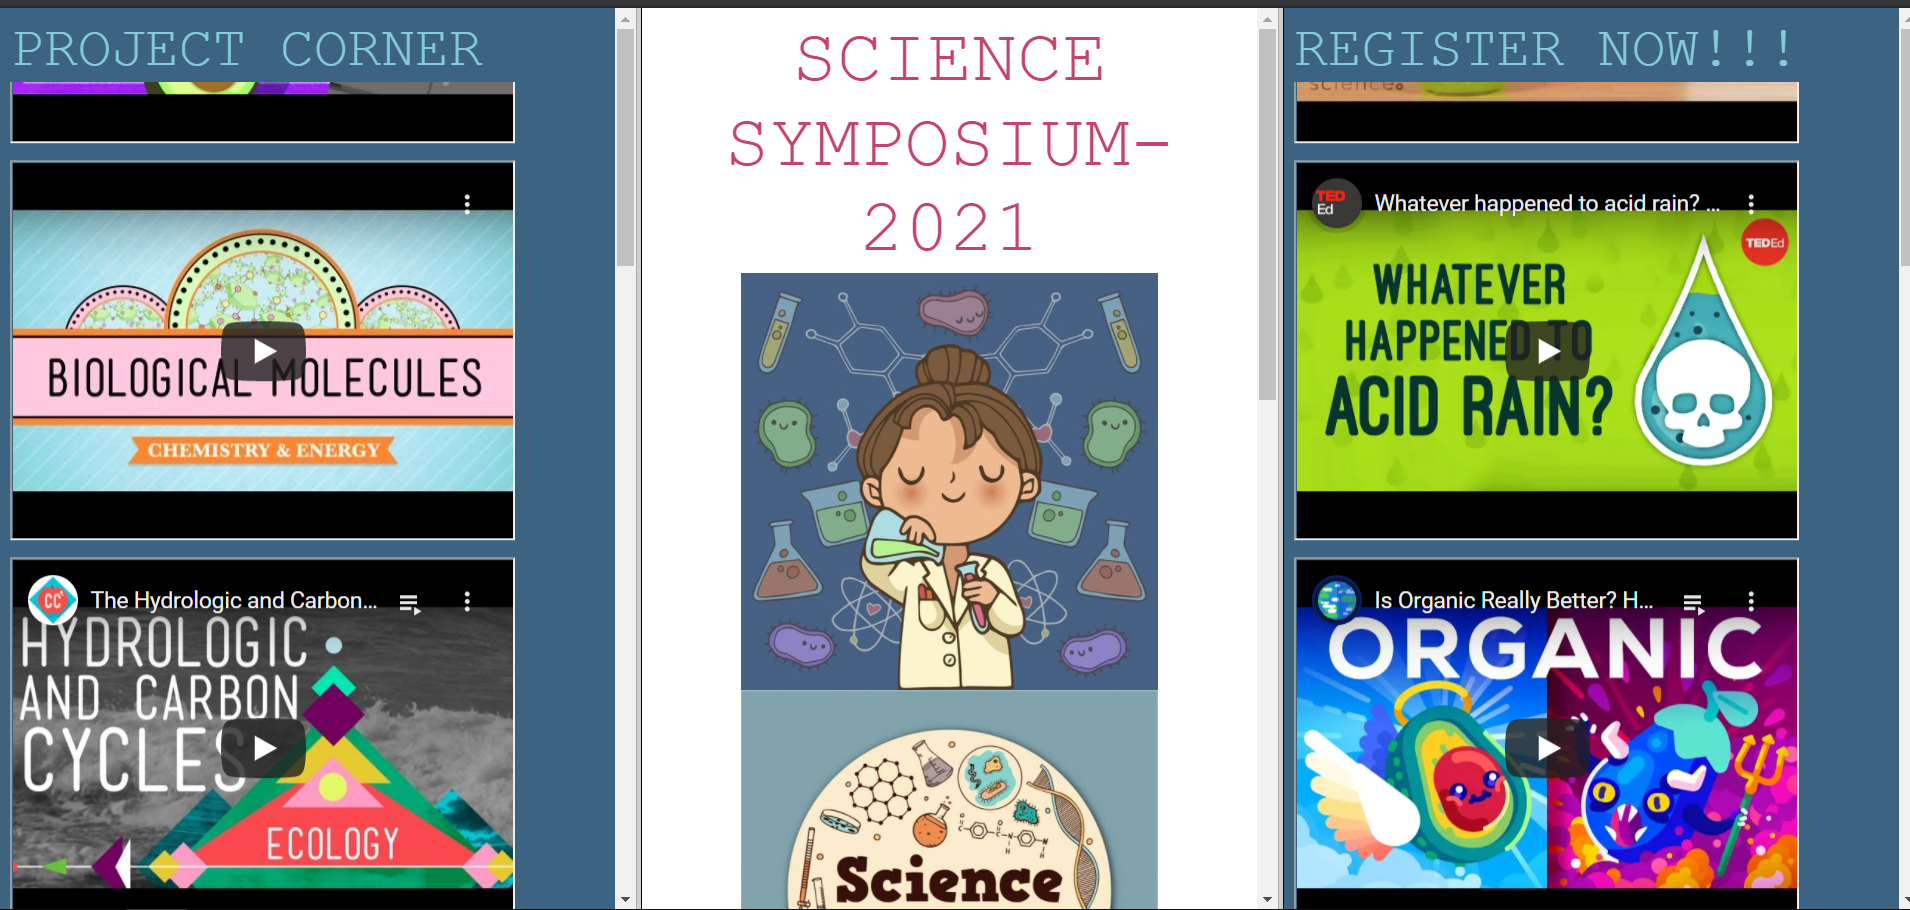 PROJECT CORNER
BIOLOGICAL MOLECULES
CHEMISTRY & ENERGY
CC
The Hydrologic and Carbon...
HYDROLOGIC
AND CARBON
CYCLES
ECOLOGY
SCIENCE
SYMPOSIUM-
2021
Science
REGISTER NOW!!!
science.
TED
Ed
Whatever happened to acid rain? ...
TEDEd
WHATEVER
HAPPENED TO
ACID RAIN?
Is Organic Really Better? H...
ORGANIC